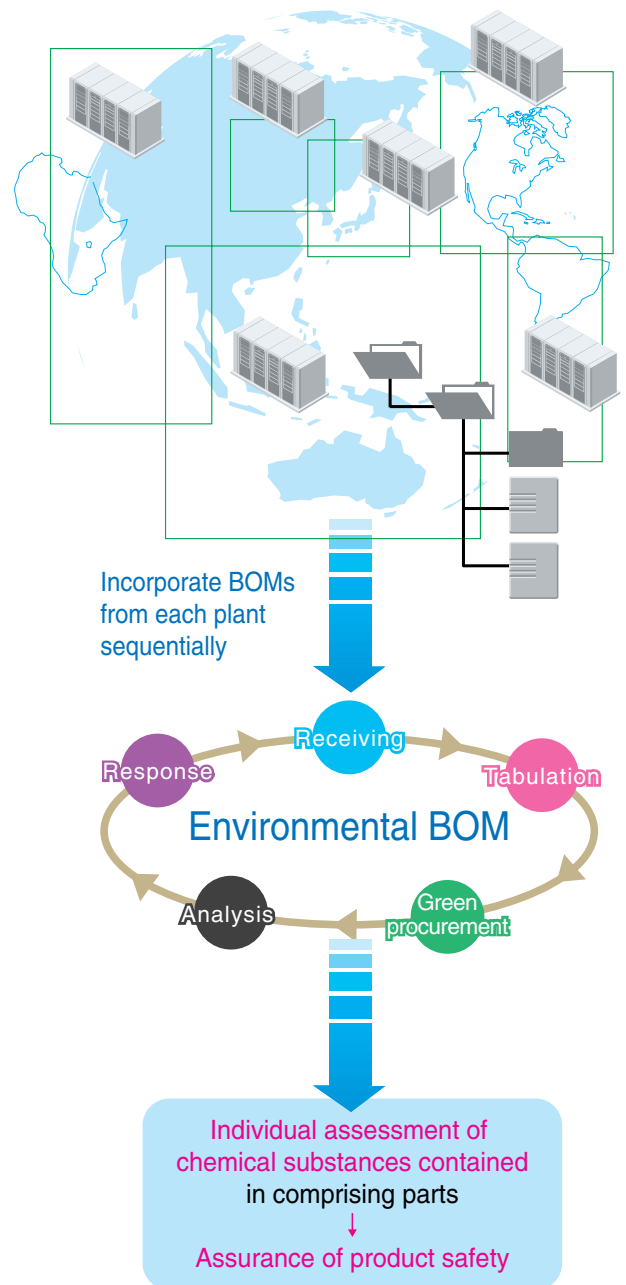 Incorporate BOMs
from each plant
sequentially
Receiving
Response
Tabulation
Environmental BOM
Analysis
Green
procurement
Individual assessment of
chemical substances contained
in comprising parts
↓
Assurance of product safety